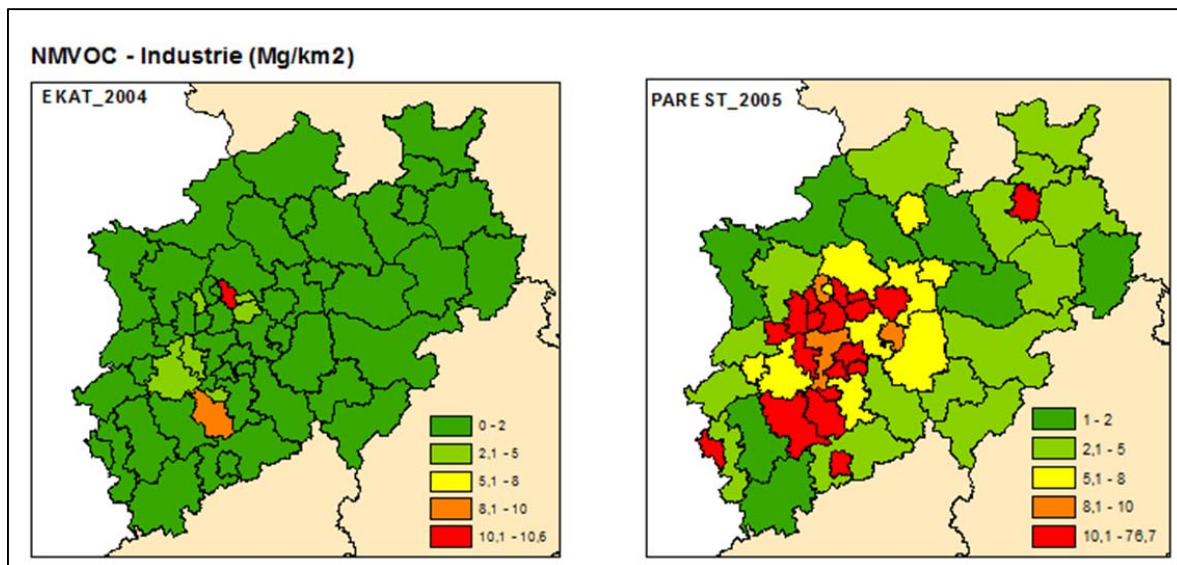 NMVOC - Industrie (Mg/km2)
EKAT_2004
0 - 2
2,1 - 5
5,1 - 8
8,1 - 10
10,1 - 10,6
PAREST_2005
1 - 2
2,1 - 5
5,1 - 8
8,1 - 10
10,1 - 76,7